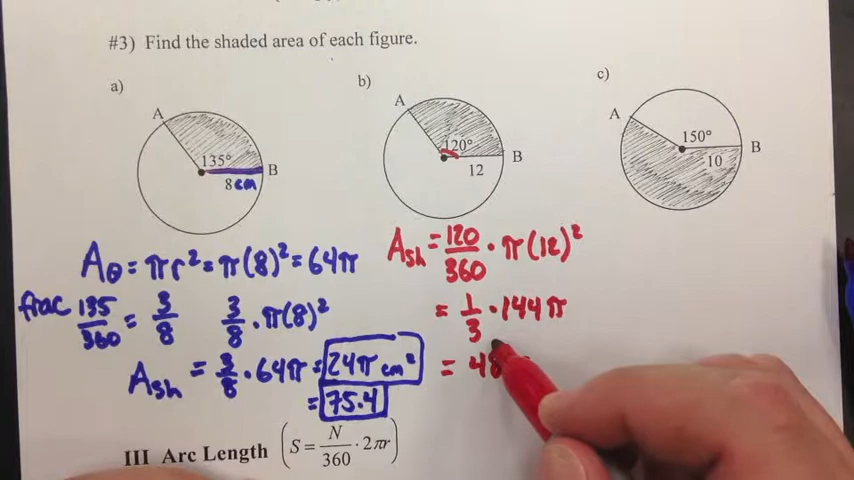 #3) Find the shaded area of each figure.
a)
A
135°
B
8cm
b)
A
120°
B
12
c)
A
150°
B
10
A⊖ = πr² = π(8)² = 64π
frac 135/360 = 3/8 3/8 · π(8)²
Ash = 3/8 · 64π = 24π cm²
= 75.4
Ash = 120/360 · π(12)²
= 1/3 · 144π
= 48
III Arc Length (S = N/360 · 2πr)